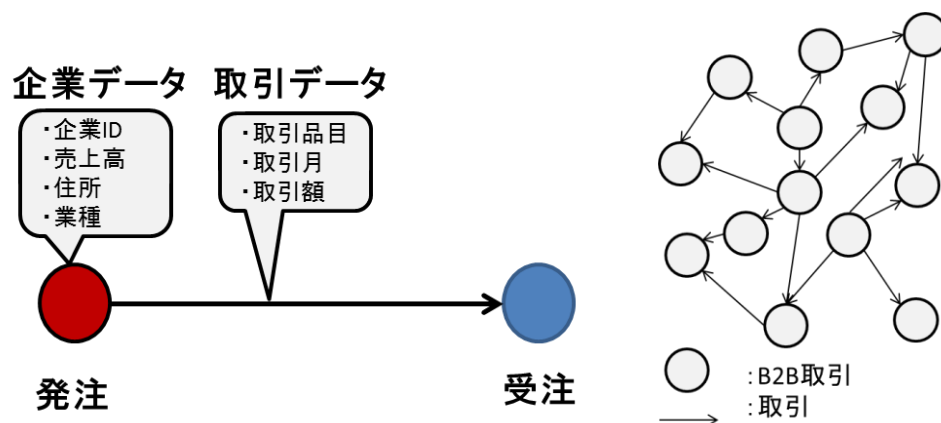 企業データ
・企業ID
・売上高
・住所
・業種
取引データ
・取引品目
・取引月
・取引額
発注
受注
:B2B取引
:取引